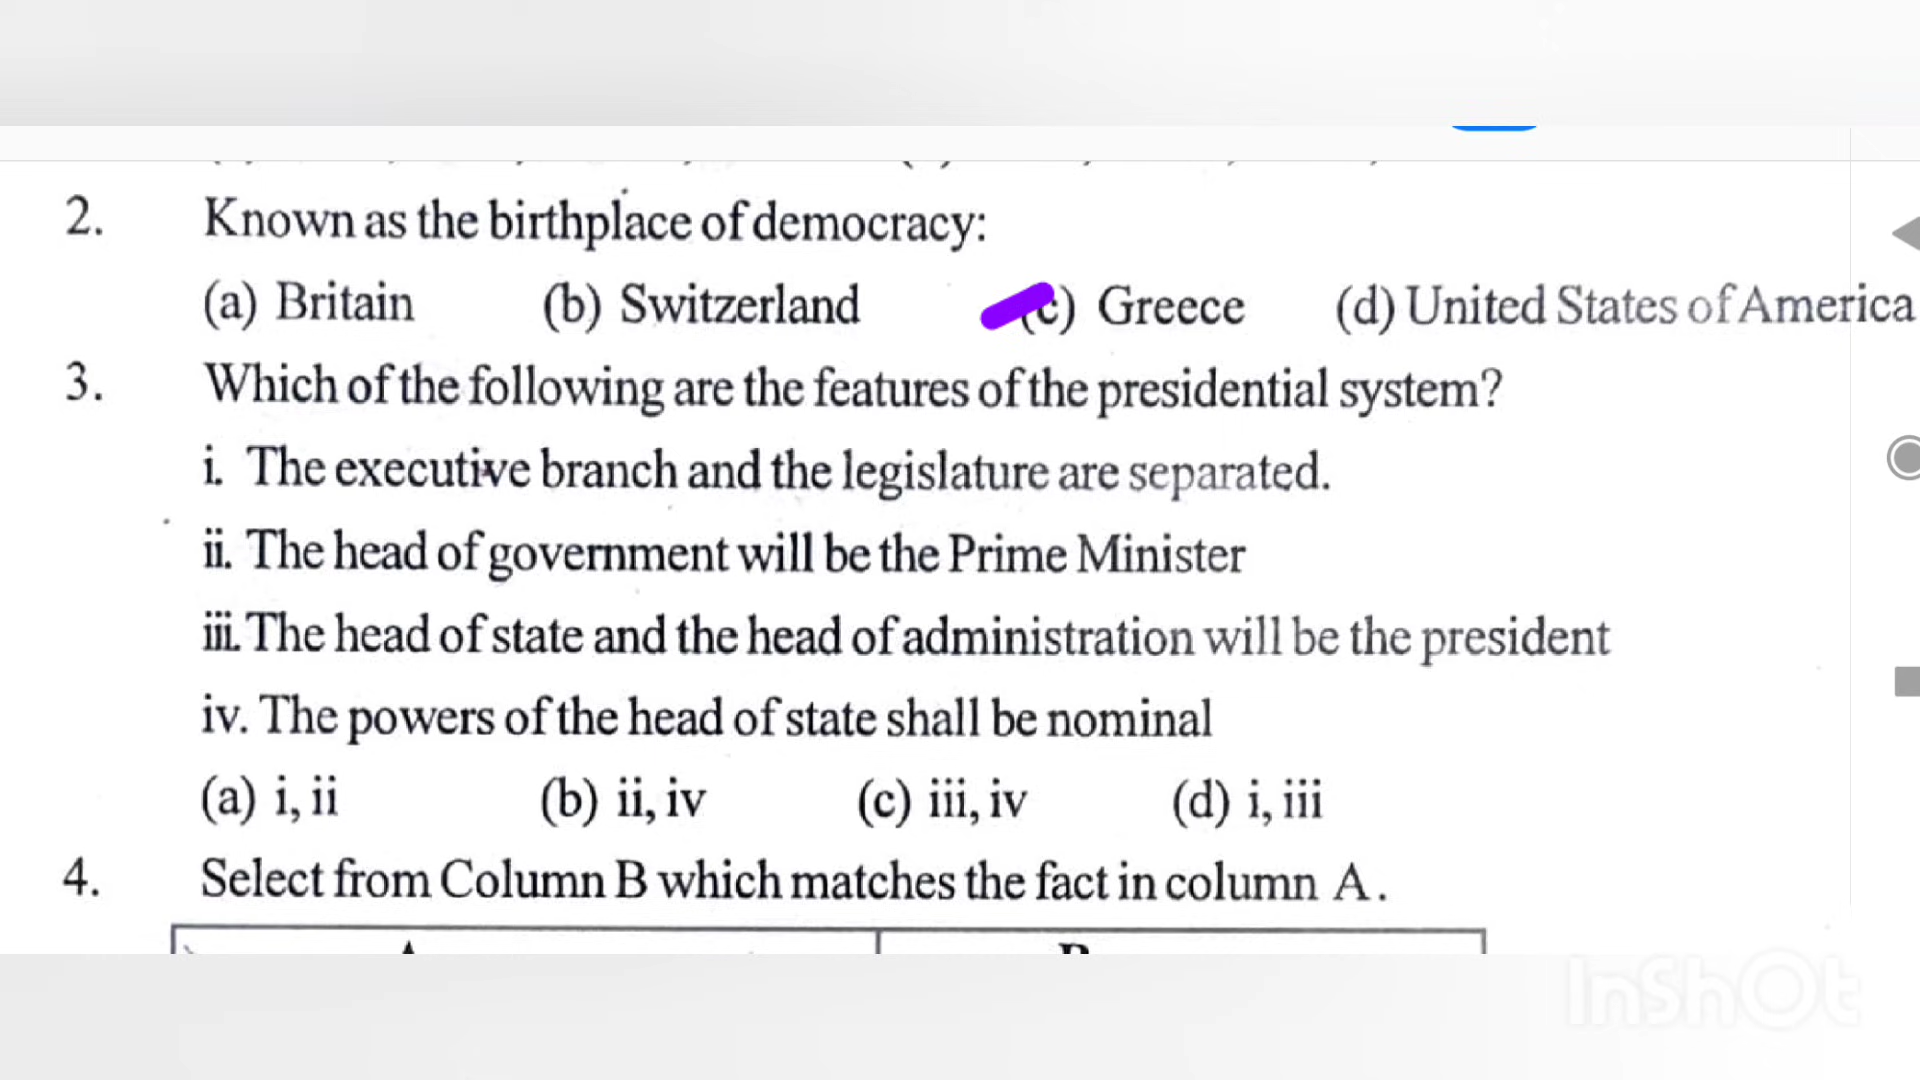 2. Known as the birthplace of democracy:
(a) Britain (b) Switzerland (c) Greece (d) United States of America
3. Which of the following are the features of the presidential system?
i. The executive branch and the legislature are separated.
ii. The head of government will be the Prime Minister
iii. The head of state and the head of administration will be the president
iv. The powers of the head of state shall be nominal
(a) i, ii (b) ii, iv (c) iii, iv (d) i, iii
4. Select from Column B which matches the fact in column A.
InShOt